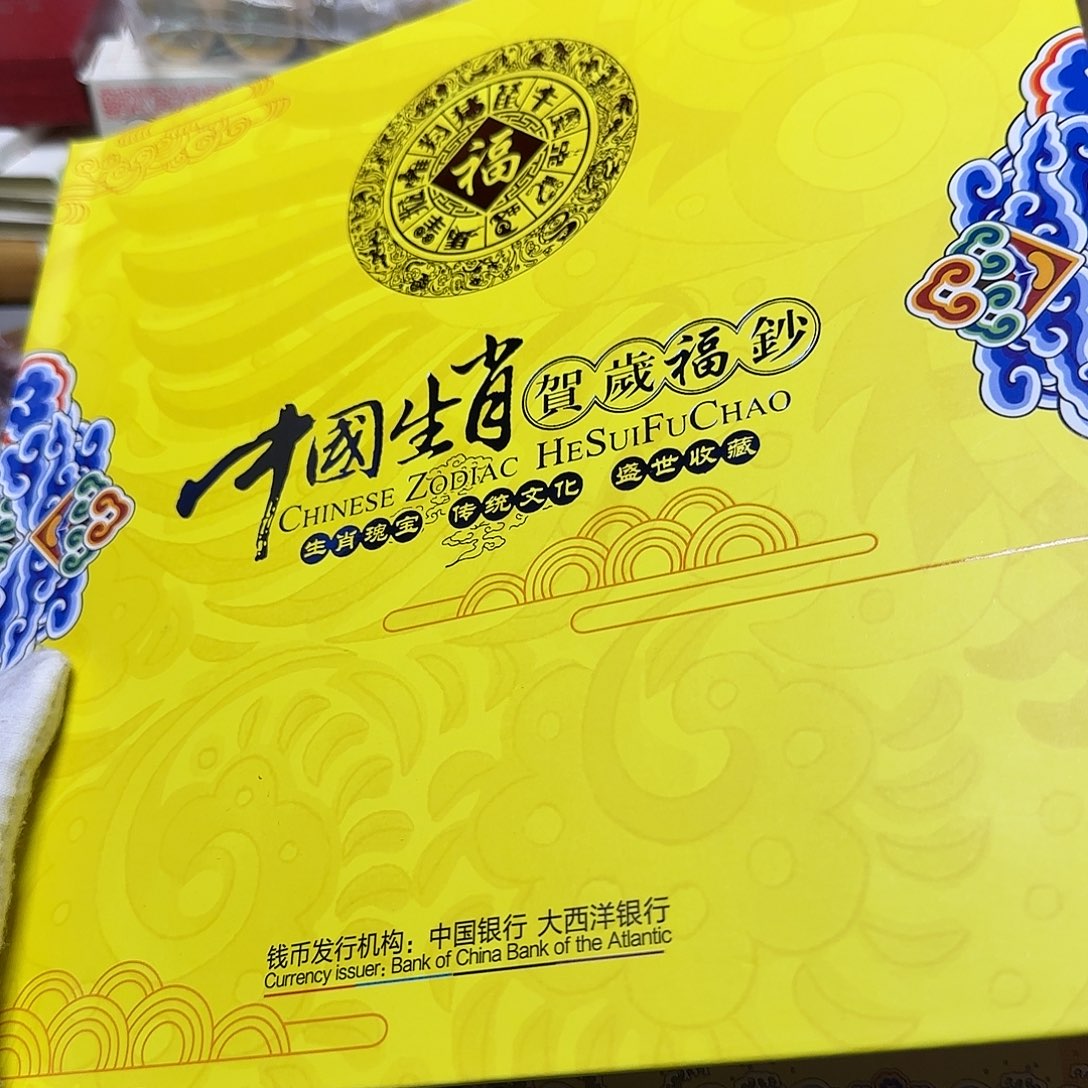 福
中國生肖 賀歲福鈔
CHINESE ZODIAC HESUIFUCHAO
生肖瑰宝 传统文化 盛世收藏
钱币发行机构：中国银行 大西洋银行
Currency issuer: Bank of China Bank of the Atlantic